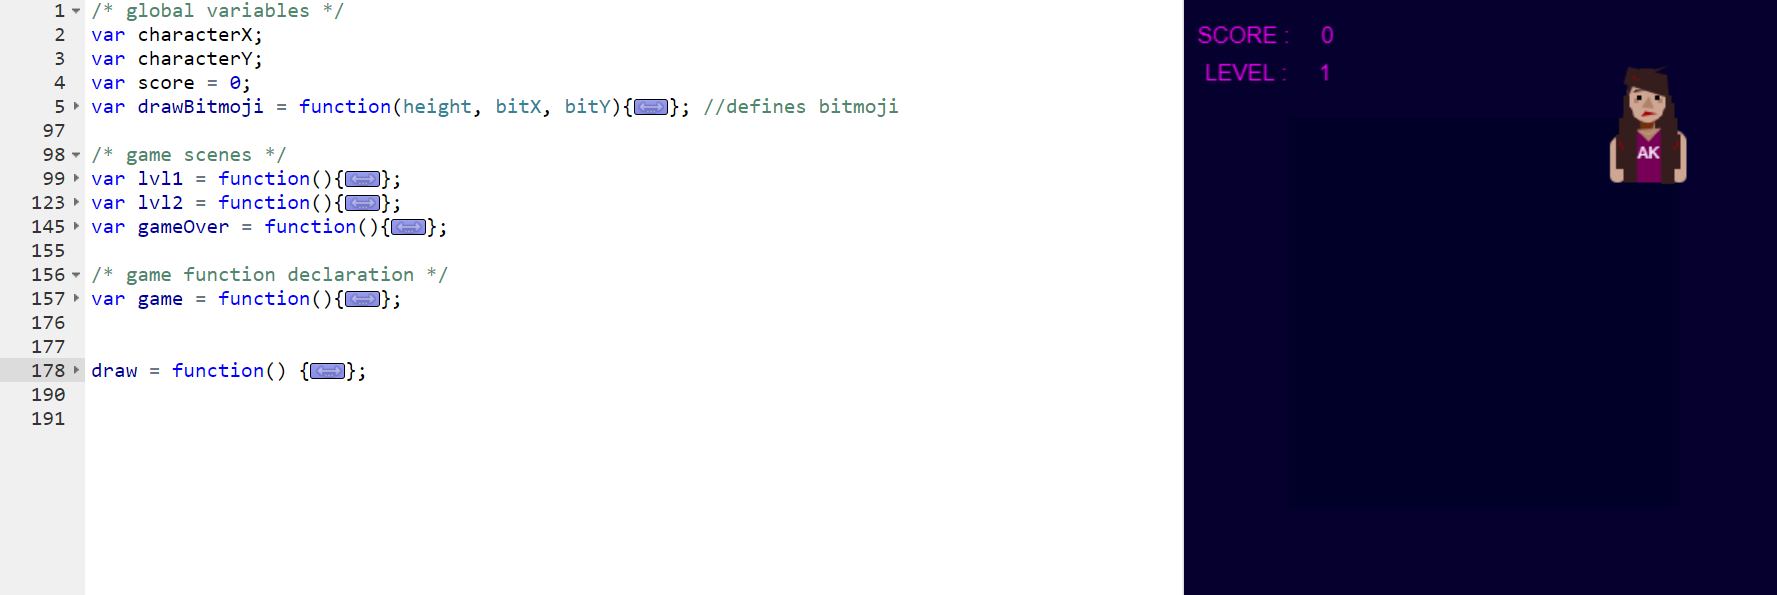 1 /* global variables */
2 var characterX;
3 var characterY;
4 var score = 0;
5 var drawBitmoji = function(height, bitX, bitY){}; //defines bitmoji
97
98 /* game scenes */
99 var lvl1 = function(){};
123 var lvl2 = function(){};
145 var gameOver = function(){};
155
156 /* game function declaration */
157 var game = function(){};
176
177
178 draw = function() {};
190
191
SCORE : 0
LEVEL : 1
AK